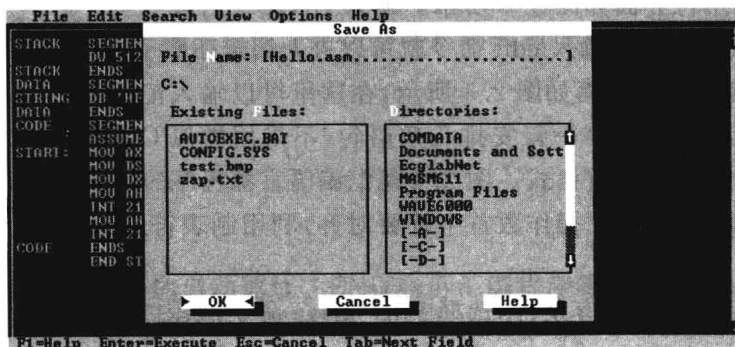 File Edit Search View Options Help
Save As
STACK SEGMEN
DW 512
STACK ENDS
DATA SEGMEN
STRING DB 'HE
DATA ENDS
CODE SEGMEN
ASSUME
START: MOV AX
MOV DS
MOV DX
MOV AH
INT 21
MOV AH
INT 21
CODE ENDS
END ST
File Name: [Hello.asm......................]
C:\
Existing Files:
AUTOEXEC.BAT
CONFIG.SYS
test.bmp
zap.txt
Directories:
COMDATA
Documents and Sett
EcglabNet
MASM611
Program Files
WAVE6000
WINDOWS
[-A-]
[-C-]
[-D-]
OK Cancel Help
F1=Help Enter=Execute Esc=Cancel Tab=Next Field